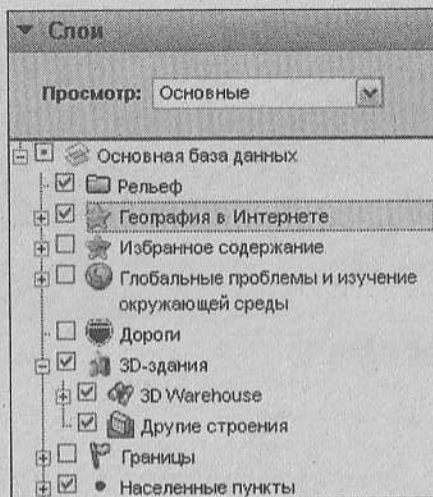 Слои
Просмотр: Основные
Основная база данных
Рельеф
География в Интернете
Избранное содержание
Глобальные проблемы и изучение
окружающей среды
Дороги
3D-здания
3D Warehouse
Другие строения
Границы
Населенные пункты